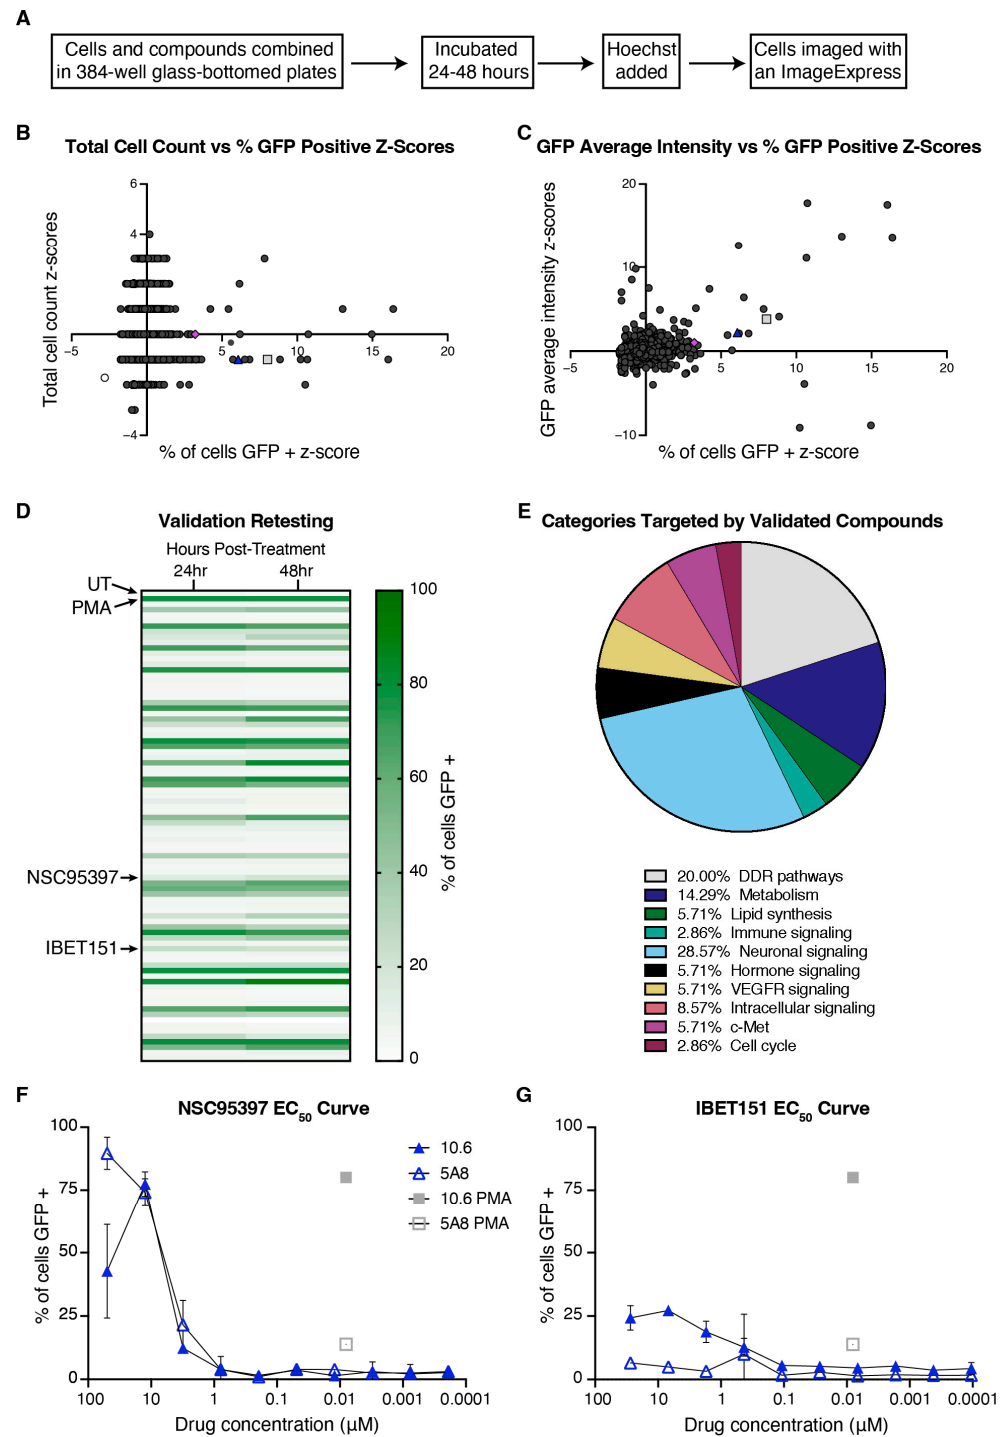 A
Cells and compounds combined
in 384-well glass-bottomed plates
Incubated
24-48 hours
Hoechst
added
Cells imaged with
an ImageExpress
B
Total Cell Count vs % GFP Positive Z-Scores
Total cell count z-scores
6
4
2
−4
−5
5
10
15
20
% of cells GFP + z-score
C
GFP Average Intensity vs % GFP Positive Z-Scores
GFP average intensity z-scores
20
10
−10
−5
5
10
15
20
% of cells GFP + z-score
D
Validation Retesting
Hours Post-Treatment
24hr
48hr
UT
PMA
NSC95397
IBET151
100
80
60
40
20
0
% of cells GFP +
E
Categories Targeted by Validated Compounds
20.00% DDR pathways
14.29% Metabolism
5.71% Lipid synthesis
2.86% Immune signaling
28.57% Neuronal signaling
5.71% Hormone signaling
5.71% VEGFR signaling
8.57% Intracellular signaling
5.71% c-Met
2.86% Cell cycle
F
NSC95397 EC50 Curve
% of cells GFP +
100
75
50
25
0
100
10
1
0.1
0.01
0.001
0.0001
Drug concentration (µM)
10.6
5A8
10.6 PMA
5A8 PMA
G
IBET151 EC50 Curve
% of cells GFP +
100
75
50
25
0
100
10
1
0.1
0.01
0.001
0.0001
Drug concentration (µM)